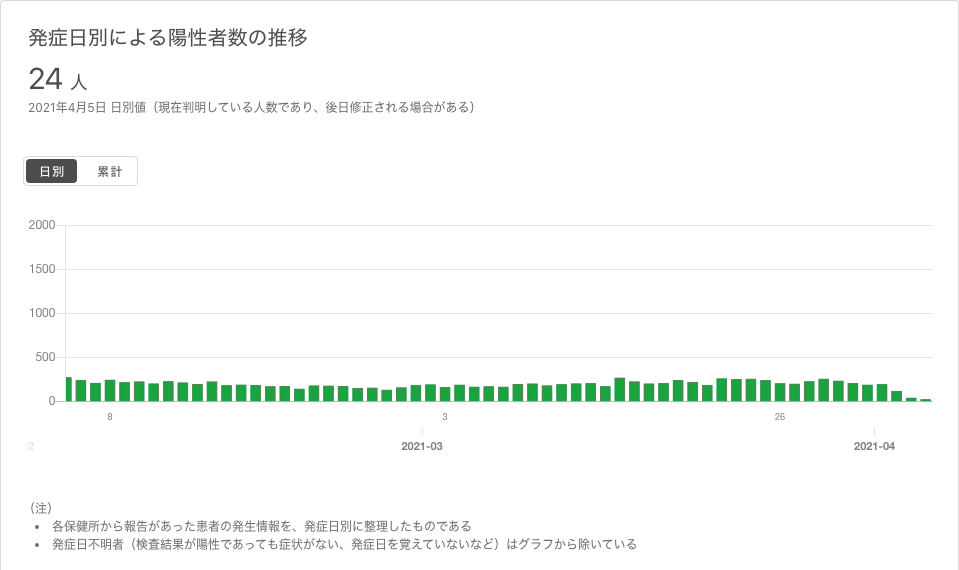 発症日別による陽性者数の推移
24 人
2021年4月5日 日別値（現在判明している人数であり、後日修正される場合がある）
日別 累計
2000
1500
1000
500
0
8 3 26
2021-03 2021-04
（注）
• 各保健所から報告があった患者の発生情報を、発症日別に整理したものである
• 発症日不明者（検査結果が陽性であっても症状がない、発症日を覚えていないなど）はグラフから除いている